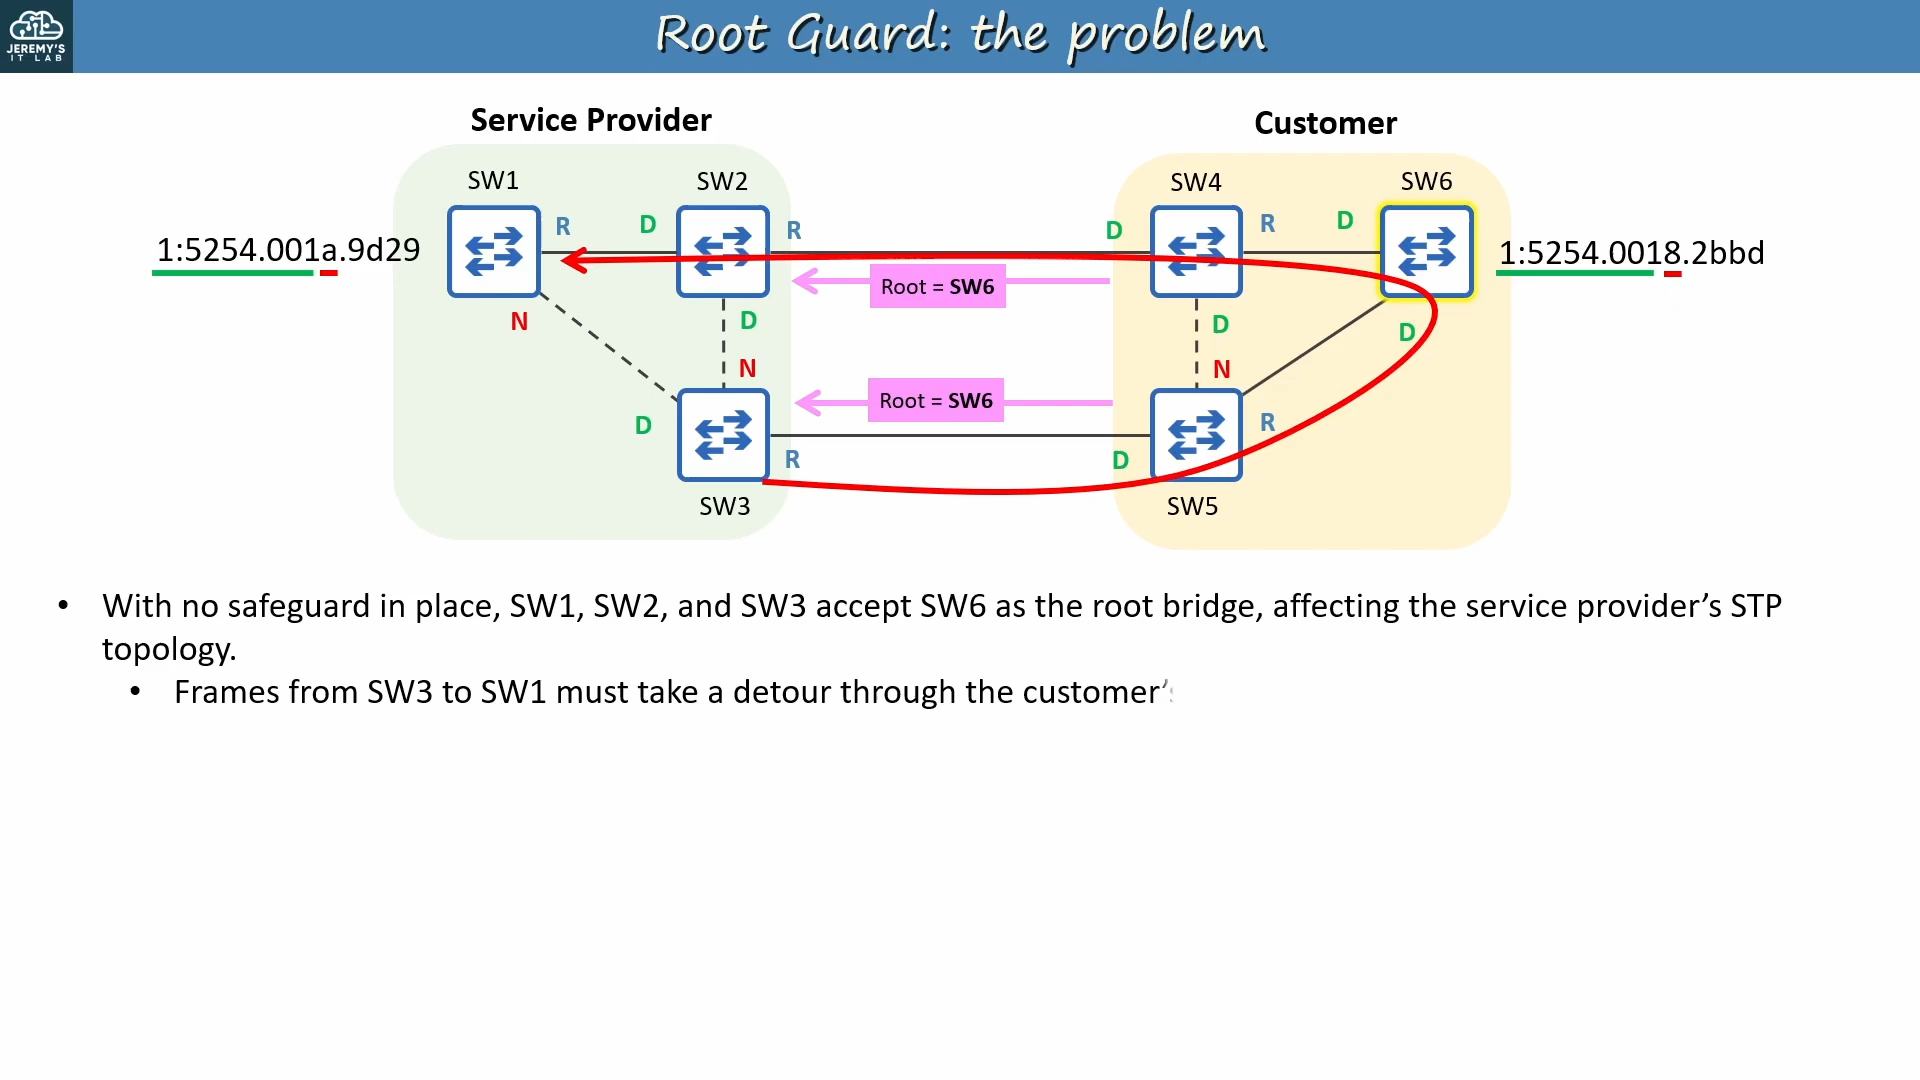 JEREMY'S
IT LAB
Root Guard: the problem
Service Provider
Customer
SW1
SW2
SW4
SW6
R
D
R
D
R
D
1:5254.001a.9d29
1:5254.0018.2bbd
Root = SW6
N
D
D
D
N
N
Root = SW6
D
R
R
D
SW3
SW5
• With no safeguard in place, SW1, SW2, and SW3 accept SW6 as the root bridge, affecting the service provider’s STP
topology.
• Frames from SW3 to SW1 must take a detour through the customer’